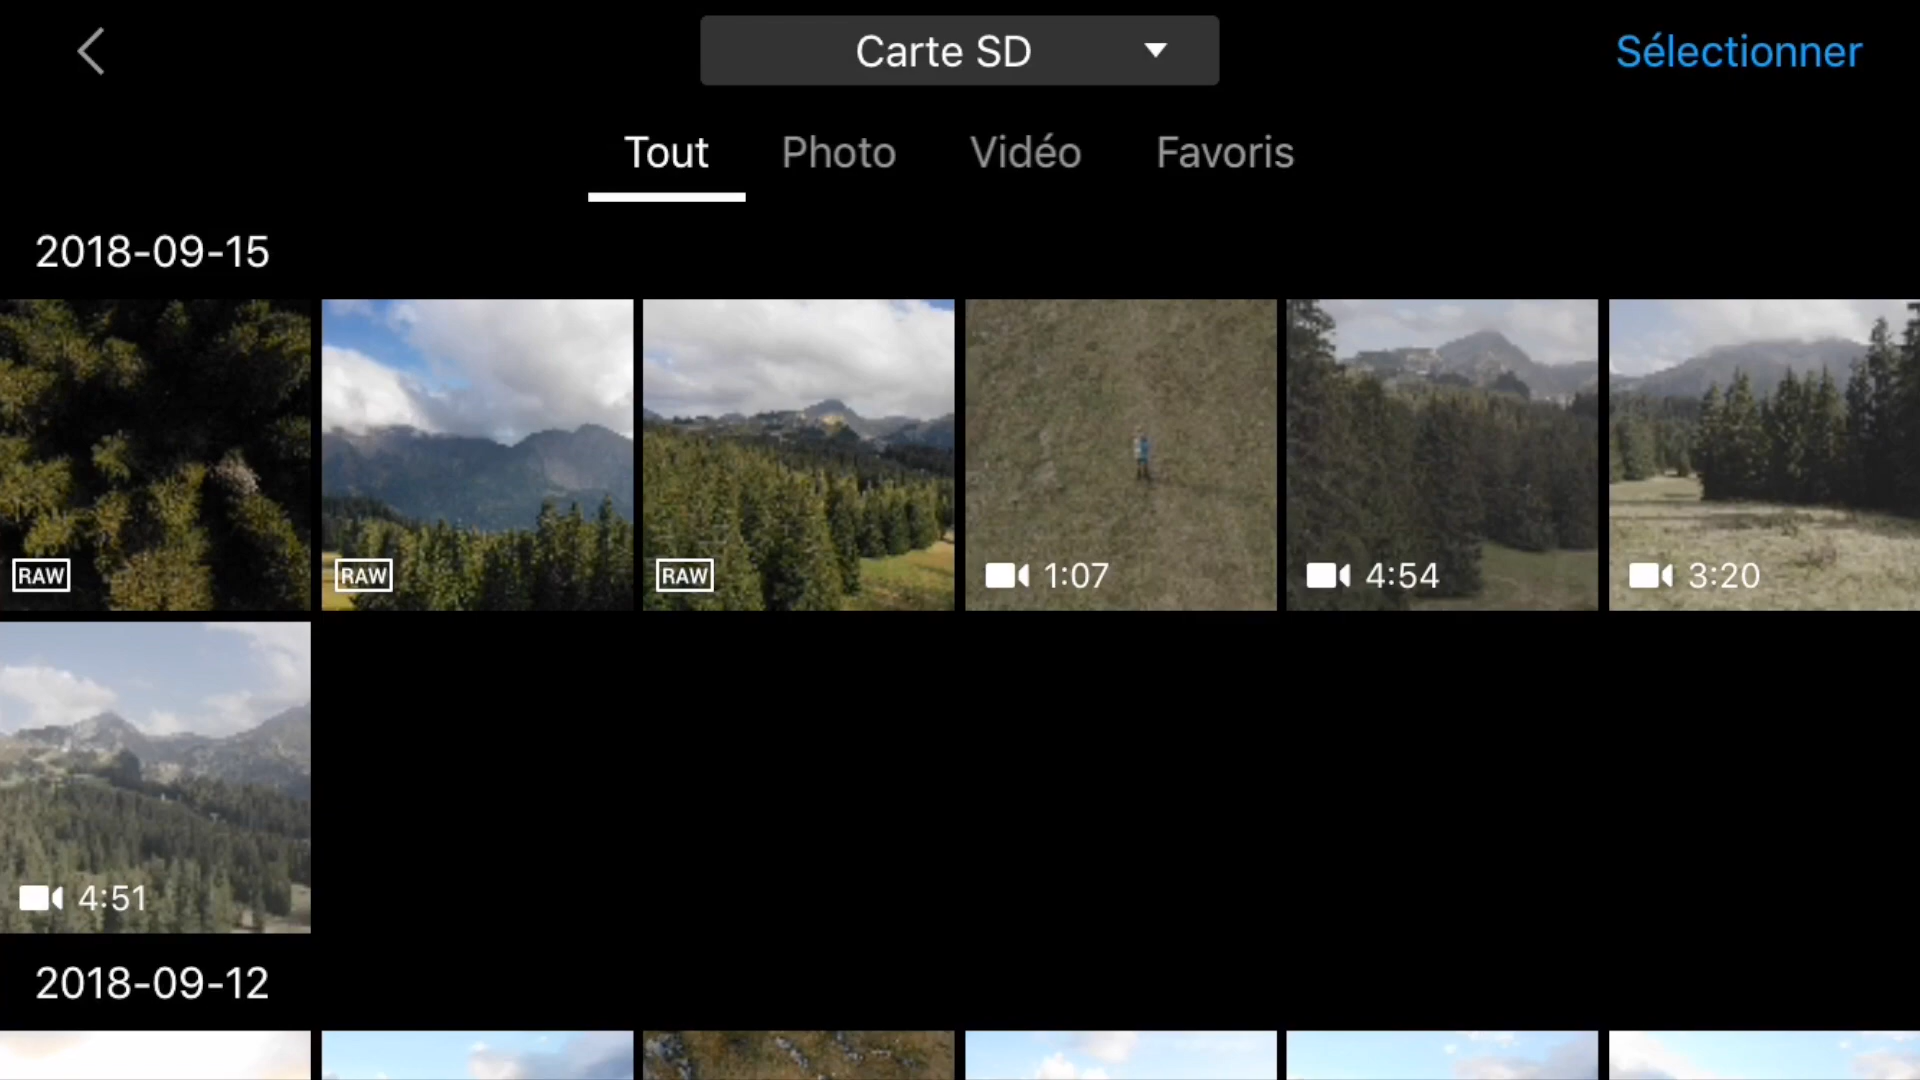 Carte SD
Sélectionner
Tout Photo Vidéo Favoris
2018-09-15
RAW RAW RAW 1:07 4:54 3:20
4:51
2018-09-12